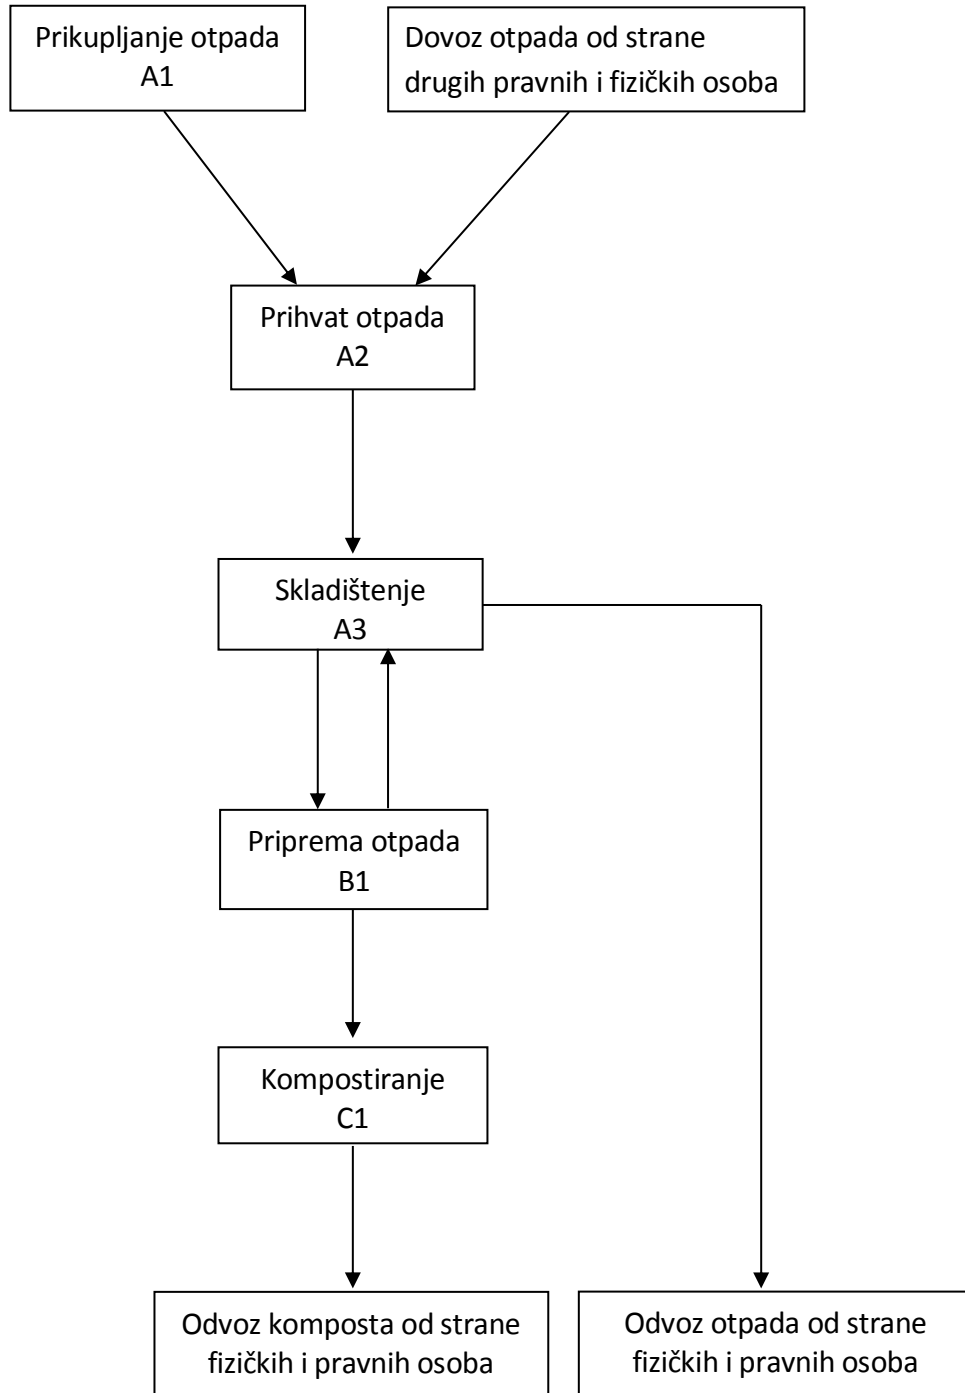 Prikupljanje otpada
A1
Dovoz otpada od strane
drugih pravnih i fizičkih osoba
Prihvat otpada
A2
Skladištenje
A3
Priprema otpada
B1
Kompostiranje
C1
Odvoz komposta od strane
fizičkih i pravnih osoba
Odvoz otpada od strane
fizičkih i pravnih osoba